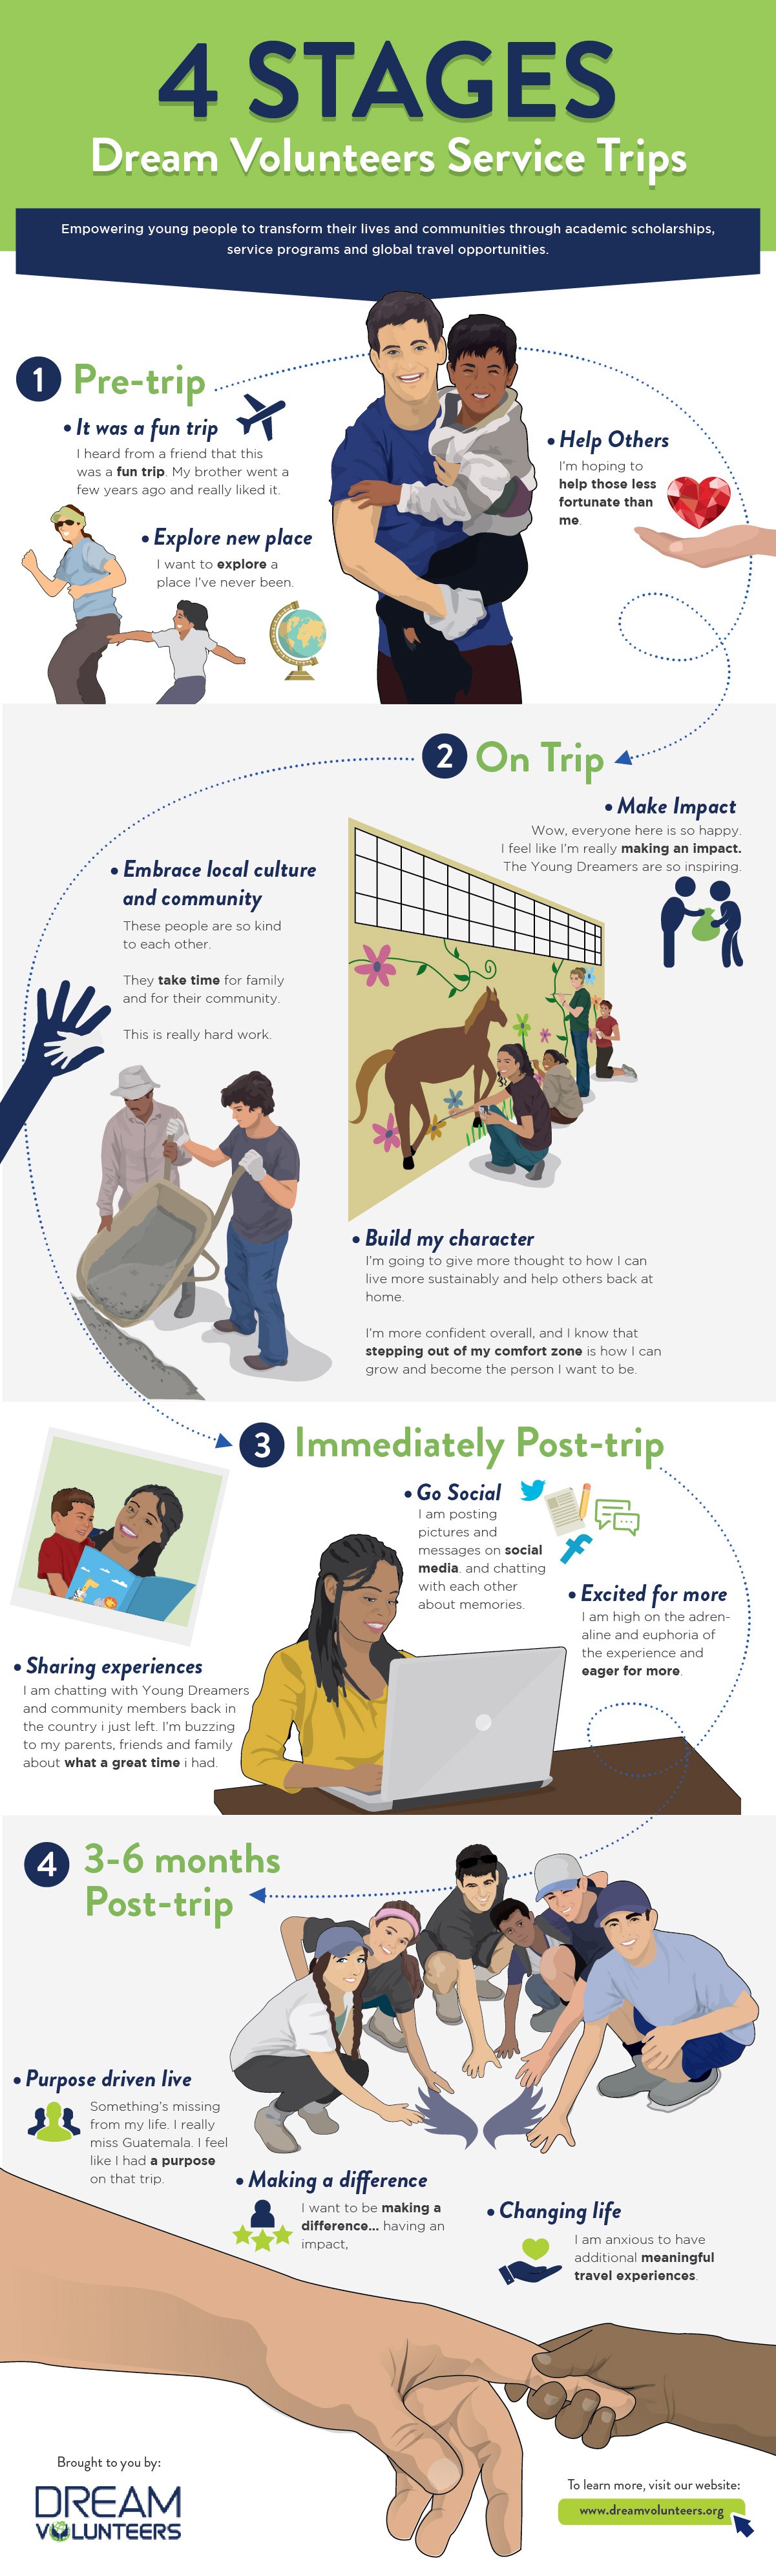 4 STAGES
Dream Volunteers Service Trips
Empowering young people to transform their lives and communities through academic scholarships,
service programs and global travel opportunities.
1 Pre-trip
• It was a fun trip
I heard from a friend that this
was a fun trip. My brother went a
few years ago and really liked it.
• Explore new place
I want to explore a
place I've never been.
• Help Others
I'm hoping to
help those less
fortunate than
me.
2 On Trip
• Make Impact
Wow, everyone here is so happy.
I feel like I'm really making an impact.
The Young Dreamers are so inspiring.
• Embrace local culture
and community
These people are so kind
to each other.
They take time for family
and for their community.
This is really hard work.
• Build my character
I'm going to give more thought to how I can
live more sustainably and help others back at
home.
I'm more confident overall, and I know that
stepping out of my comfort zone is how I can
grow and become the person I want to be.
3 Immediately Post-trip
• Go Social
I am posting
pictures and
messages on social
media. and chatting
with each other
about memories.
• Excited for more
I am high on the adren-
aline and euphoria of
the experience and
eager for more.
• Sharing experiences
I am chatting with Young Dreamers
and community members back in
the country i just left. I'm buzzing
to my parents, friends and family
about what a great time i had.
4 3-6 months
Post-trip
• Purpose driven live
Something's missing
from my life. I really
miss Guatemala. I feel
like I had a purpose
on that trip.
• Making a difference
I want to be making a
difference... having an
impact,
• Changing life
I am anxious to have
additional meaningful
travel experiences.
Brought to you by:
DREAM
VOLUNTEERS
To learn more, visit our website:
www.dreamvolunteers.org